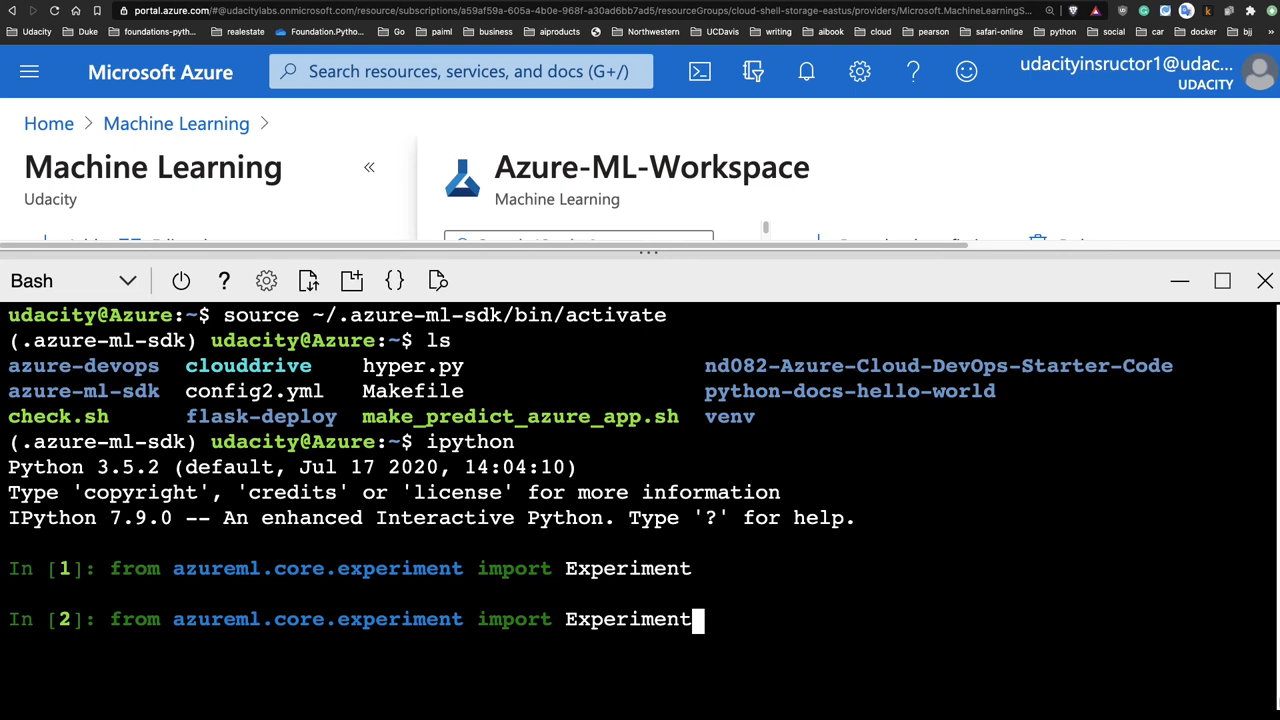 portal.azure.com/#@udacitylabs.onmicrosoft.com/resource/subscriptions/a59af59a-605a-4b0e-968f-a30ad6bb7ad5/resourceGroups/cloud-shell-storage-eastus/providers/Microsoft.MachineLearningS...
Udacity Duke foundations-pyth... realestate Foundation.Pytho... Go paiml business aiproducts Northwestern UCDavis writing aibook cloud pearson safari-online python social car docker bjj »
Microsoft Azure Search resources, services, and docs (G+/) udacityinsructor1@udac...
UDACITY
Home > Machine Learning >
Machine Learning «
Udacity
Azure-ML-Workspace
Machine Learning
Bash
udacity@Azure:~$ source ~/.azure-ml-sdk/bin/activate
(.azure-ml-sdk) udacity@Azure:~$ ls
azure-devops clouddrive hyper.py nd082-Azure-Cloud-DevOps-Starter-Code
azure-ml-sdk config2.yml Makefile python-docs-hello-world
check.sh flask-deploy make_predict_azure_app.sh venv
(.azure-ml-sdk) udacity@Azure:~$ ipython
Python 3.5.2 (default, Jul 17 2020, 14:04:10)
Type 'copyright', 'credits' or 'license' for more information
IPython 7.9.0 -- An enhanced Interactive Python. Type '?' for help.
In [1]: from azureml.core.experiment import Experiment
In [2]: from azureml.core.experiment import Experiment